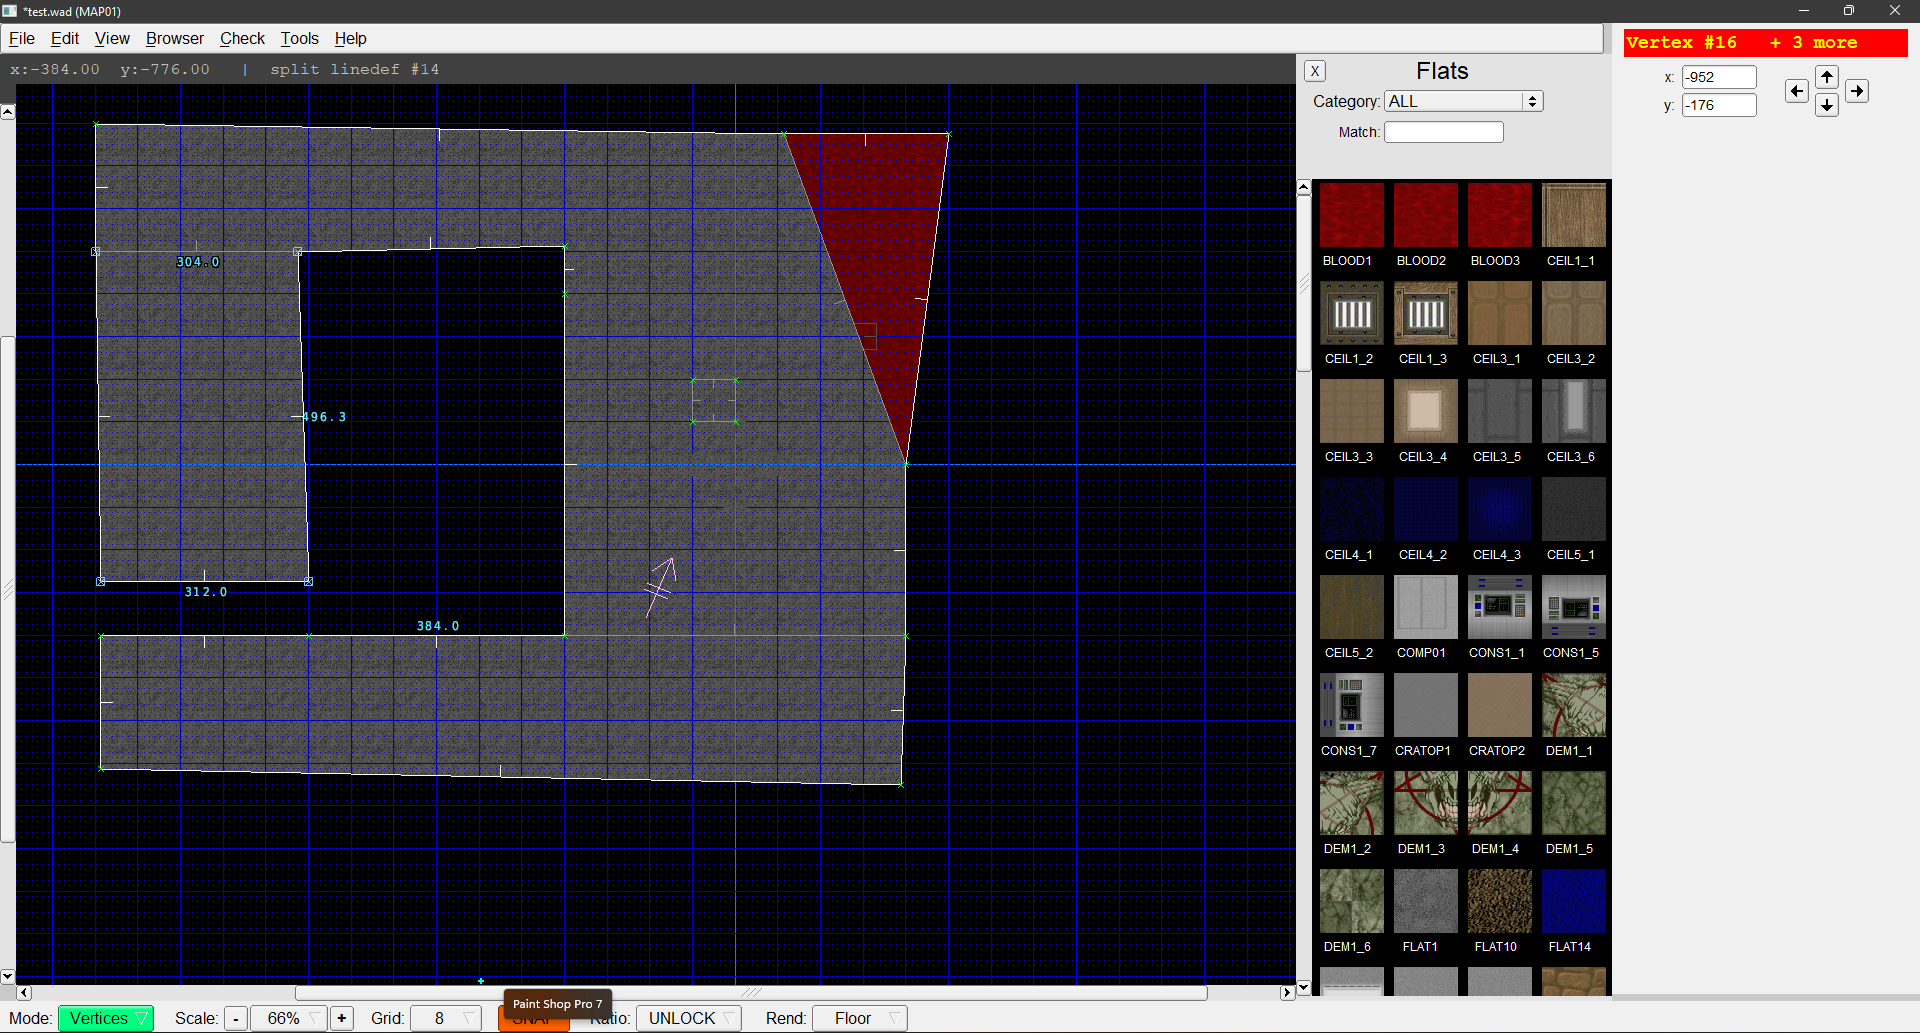 *test.wad (MAP01)
File Edit View Browser Check Tools Help
x:-384.00 y:-776.00 | split linedef #14
304.0
496.3
312.0
384.0
X Flats
Category: ALL
Match:
BLOOD1 BLOOD2 BLOOD3 CEIL1_1
CEIL1_2 CEIL1_3 CEIL3_1 CEIL3_2
CEIL3_3 CEIL3_4 CEIL3_5 CEIL3_6
CEIL4_1 CEIL4_2 CEIL4_3 CEIL5_1
CEIL5_2 COMP01 CONS1_1 CONS1_5
CONS1_7 CRATOP1 CRATOP2 DEM1_1
DEM1_2 DEM1_3 DEM1_4 DEM1_5
DEM1_6 FLAT1 FLAT10 FLAT14
Vertex #16 + 3 more
x: -952
y: -176
Paint Shop Pro 7
Mode: Vertices Scale: - 66% + Grid: 8 SNAP Ratio: UNLOCK Rend: Floor